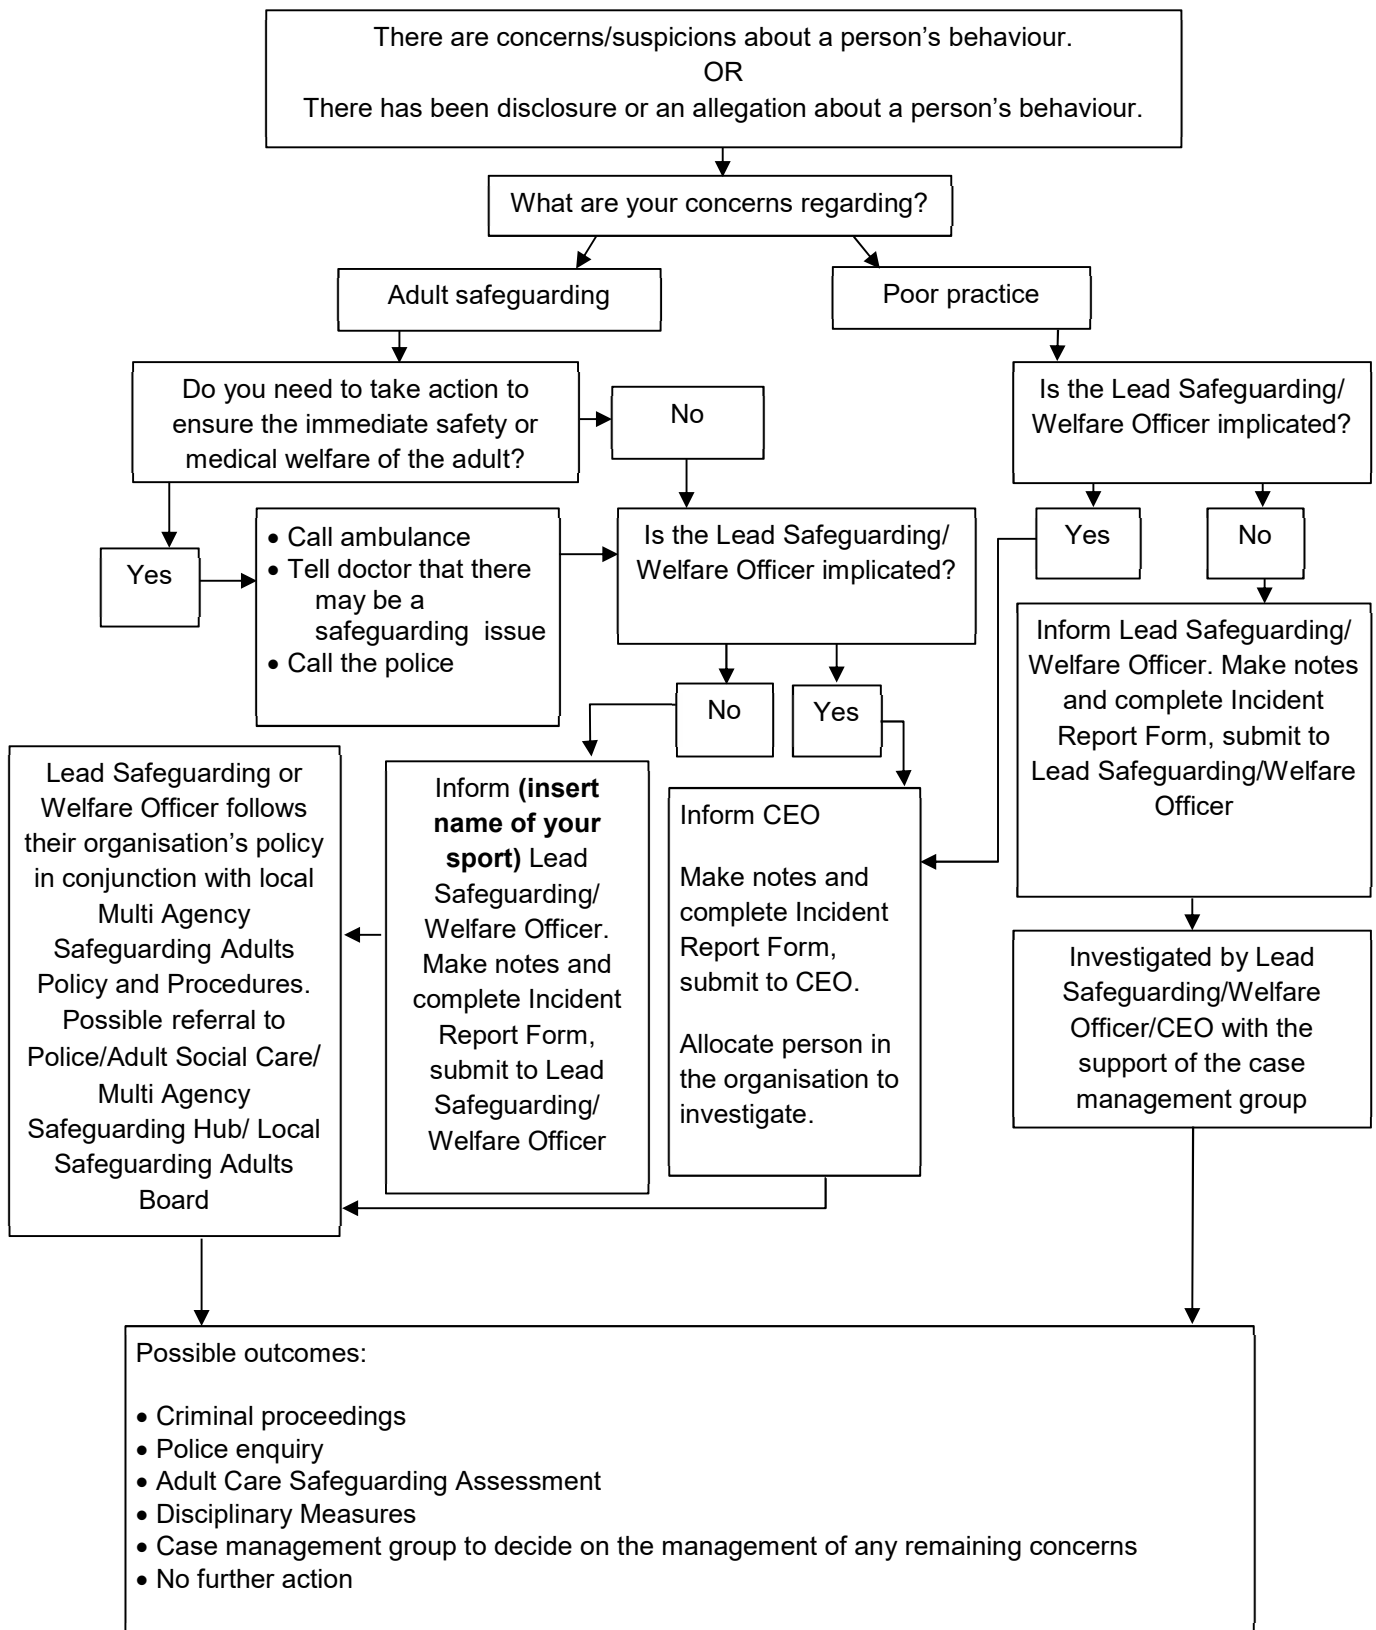 There are concerns/suspicions about a person's behaviour.
OR
There has been disclosure or an allegation about a person's behaviour.
What are your concerns regarding?
Adult safeguarding
Poor practice
Do you need to take action to
ensure the immediate safety or
medical welfare of the adult?
No
Is the Lead Safeguarding/
Welfare Officer implicated?
Yes
• Call ambulance
• Tell doctor that there
may be a
safeguarding issue
• Call the police
Is the Lead Safeguarding/
Welfare Officer implicated?
Yes
No
No
Yes
Inform Lead Safeguarding/
Welfare Officer. Make notes
and complete Incident
Report Form, submit to
Lead Safeguarding/Welfare
Officer
Lead Safeguarding or
Welfare Officer follows
their organisation's policy
in conjunction with local
Multi Agency
Safeguarding Adults
Policy and Procedures.
Possible referral to
Police/Adult Social Care/
Multi Agency
Safeguarding Hub/ Local
Safeguarding Adults
Board
Inform (insert
name of your
sport) Lead
Safeguarding/
Welfare Officer.
Make notes and
complete Incident
Report Form,
submit to Lead
Safeguarding/
Welfare Officer
Inform CEO
Make notes and
complete Incident
Report Form,
submit to CEO.
Allocate person in
the organisation to
investigate.
Investigated by Lead
Safeguarding/Welfare
Officer/CEO with the
support of the case
management group
Possible outcomes:
• Criminal proceedings
• Police enquiry
• Adult Care Safeguarding Assessment
• Disciplinary Measures
• Case management group to decide on the management of any remaining concerns
• No further action